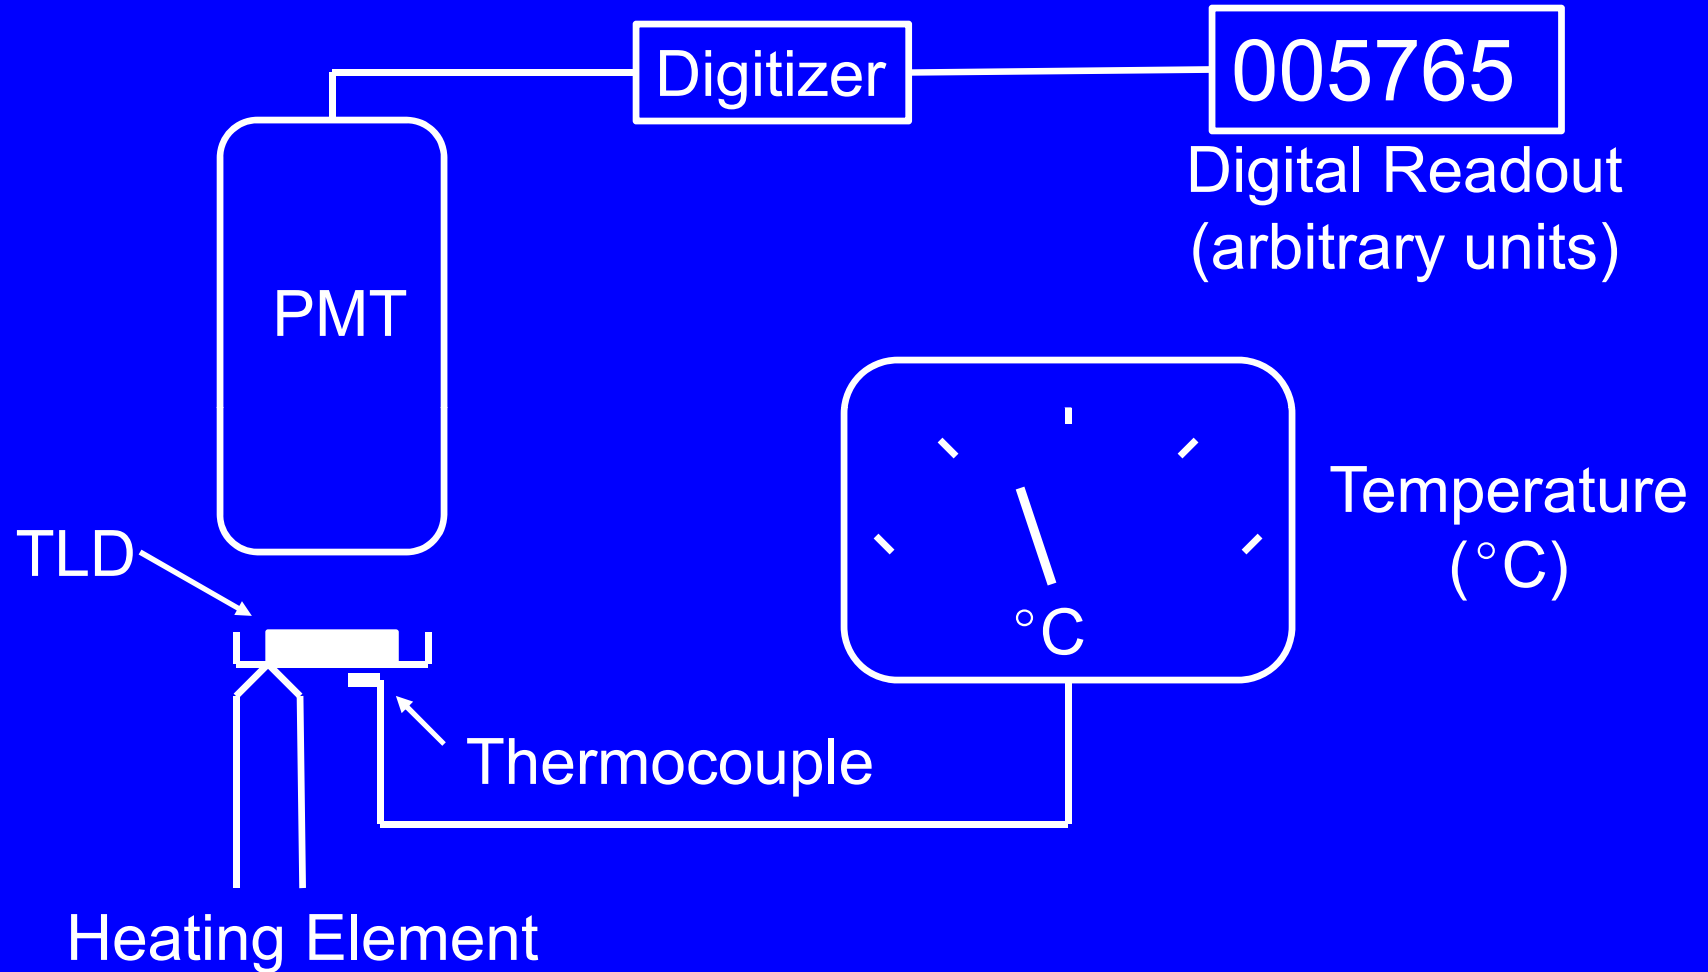 Digitizer
005765
Digital Readout
(arbitrary units)
PMT
Temperature
(°C)
TLD
°C
Thermocouple
Heating Element